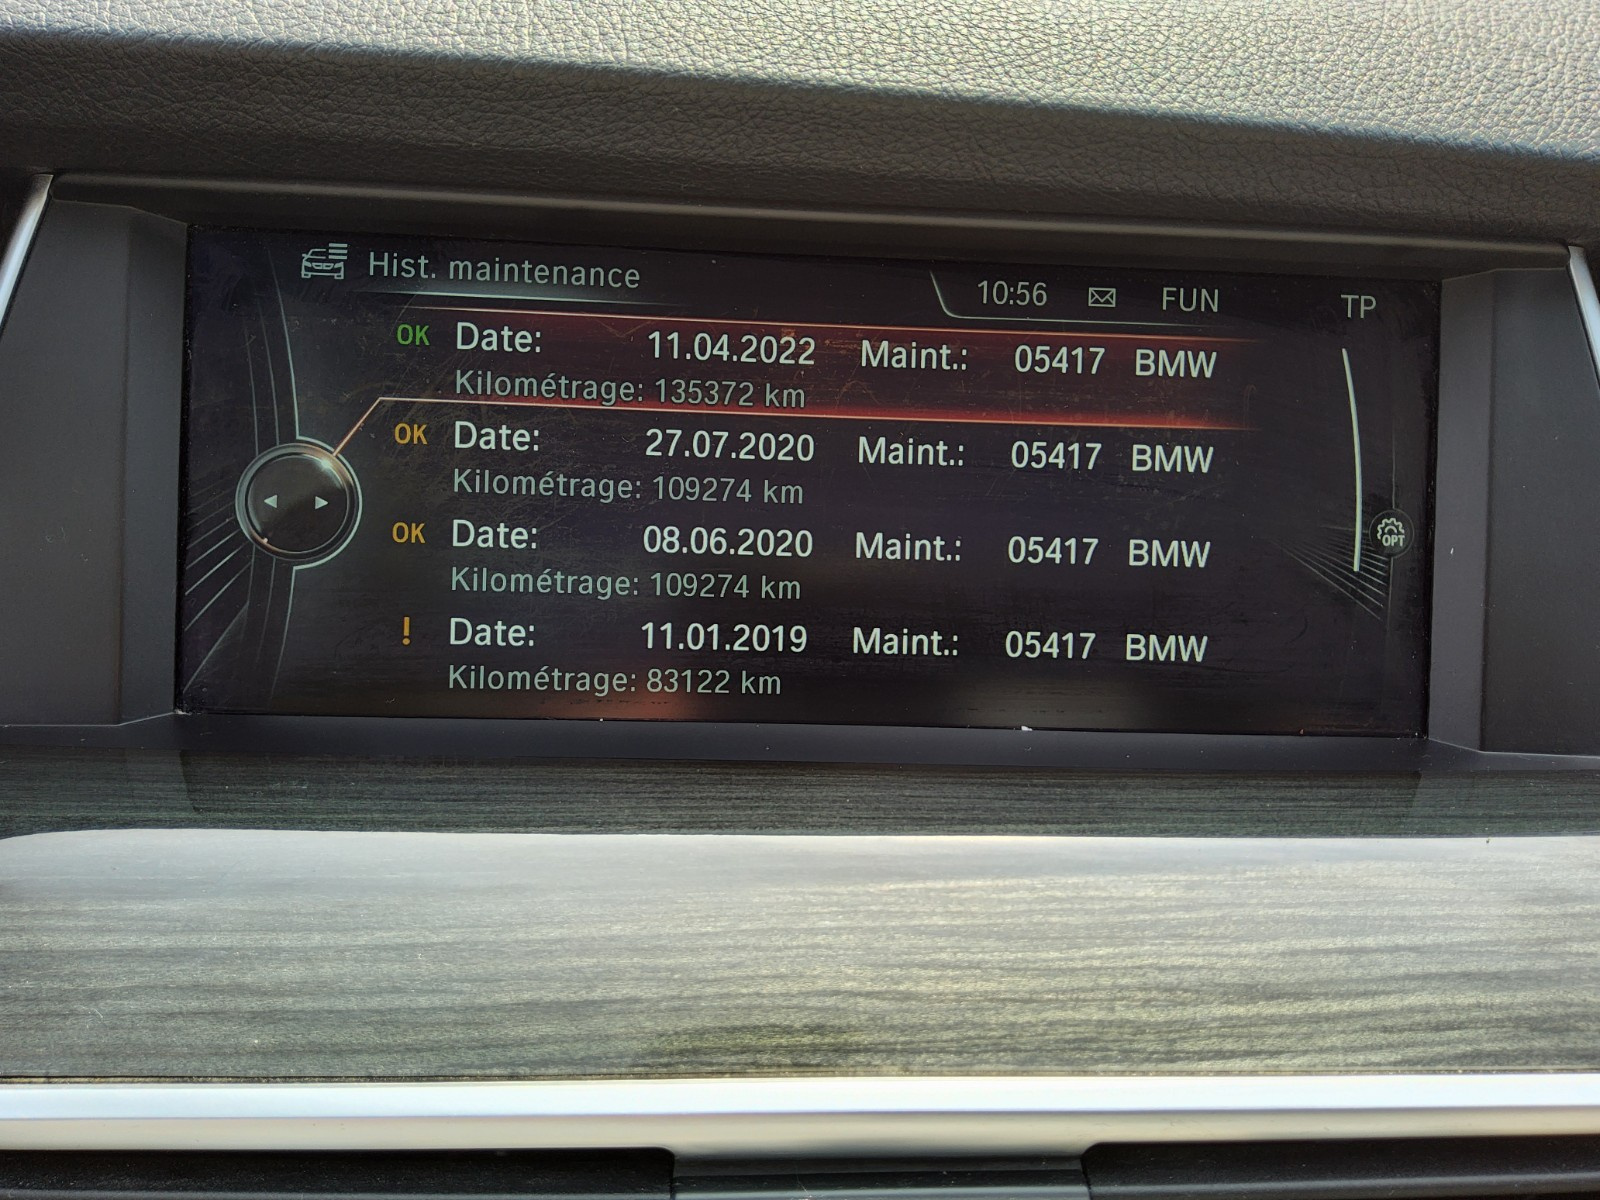 Hist. maintenance
10:56 FUN TP
OK Date: 11.04.2022 Maint.: 05417 BMW
Kilométrage: 135372 km
OK Date: 27.07.2020 Maint.: 05417 BMW
Kilométrage: 109274 km
OK Date: 08.06.2020 Maint.: 05417 BMW
Kilométrage: 109274 km
OPT
! Date: 11.01.2019 Maint.: 05417 BMW
Kilométrage: 83122 km